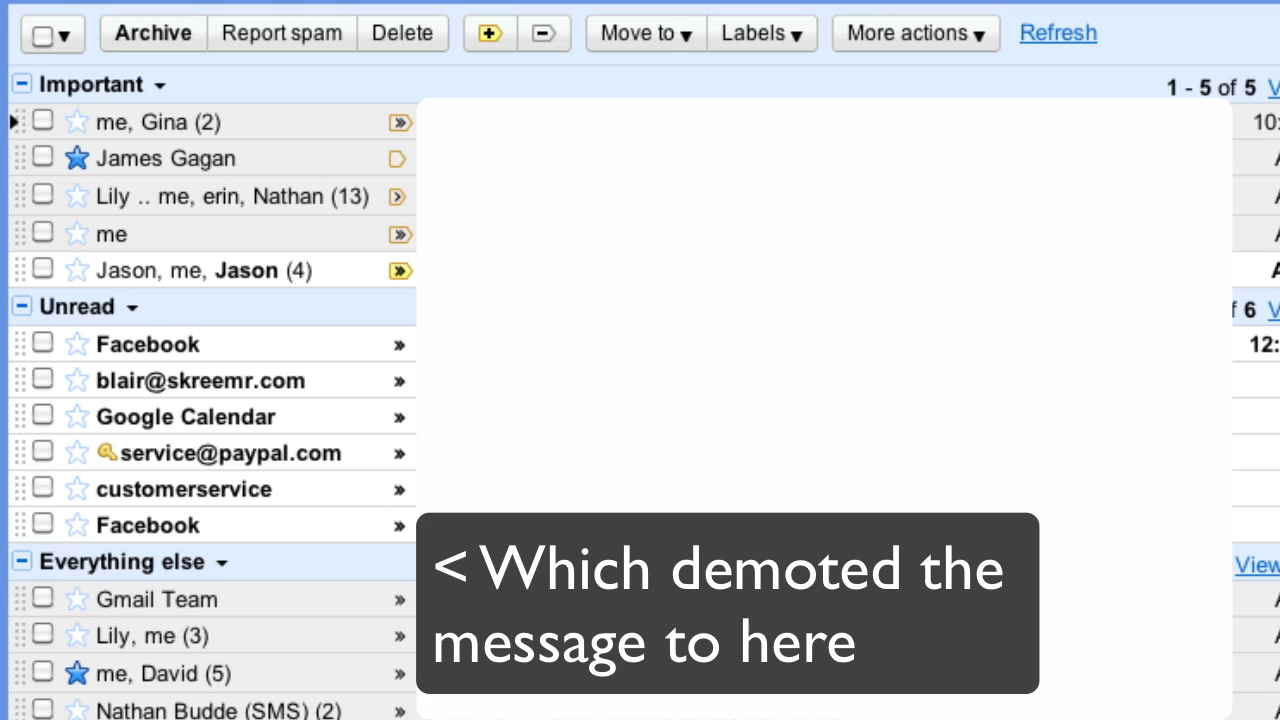 Archive Report spam Delete Move to Labels More actions Refresh
Important 1 - 5 of 5
me, Gina (2) »
James Gagan
Lily .. me, erin, Nathan (13) ›
me »
Jason, me, Jason (4) »
Unread 6
Facebook » 12:
blair@skreemr.com »
Google Calendar »
service@paypal.com »
customerservice »
Facebook »
Everything else View
Gmail Team »
Lily, me (3) »
me, David (5) »
Nathan Budde (SMS) (2) »
< Which demoted the
message to here